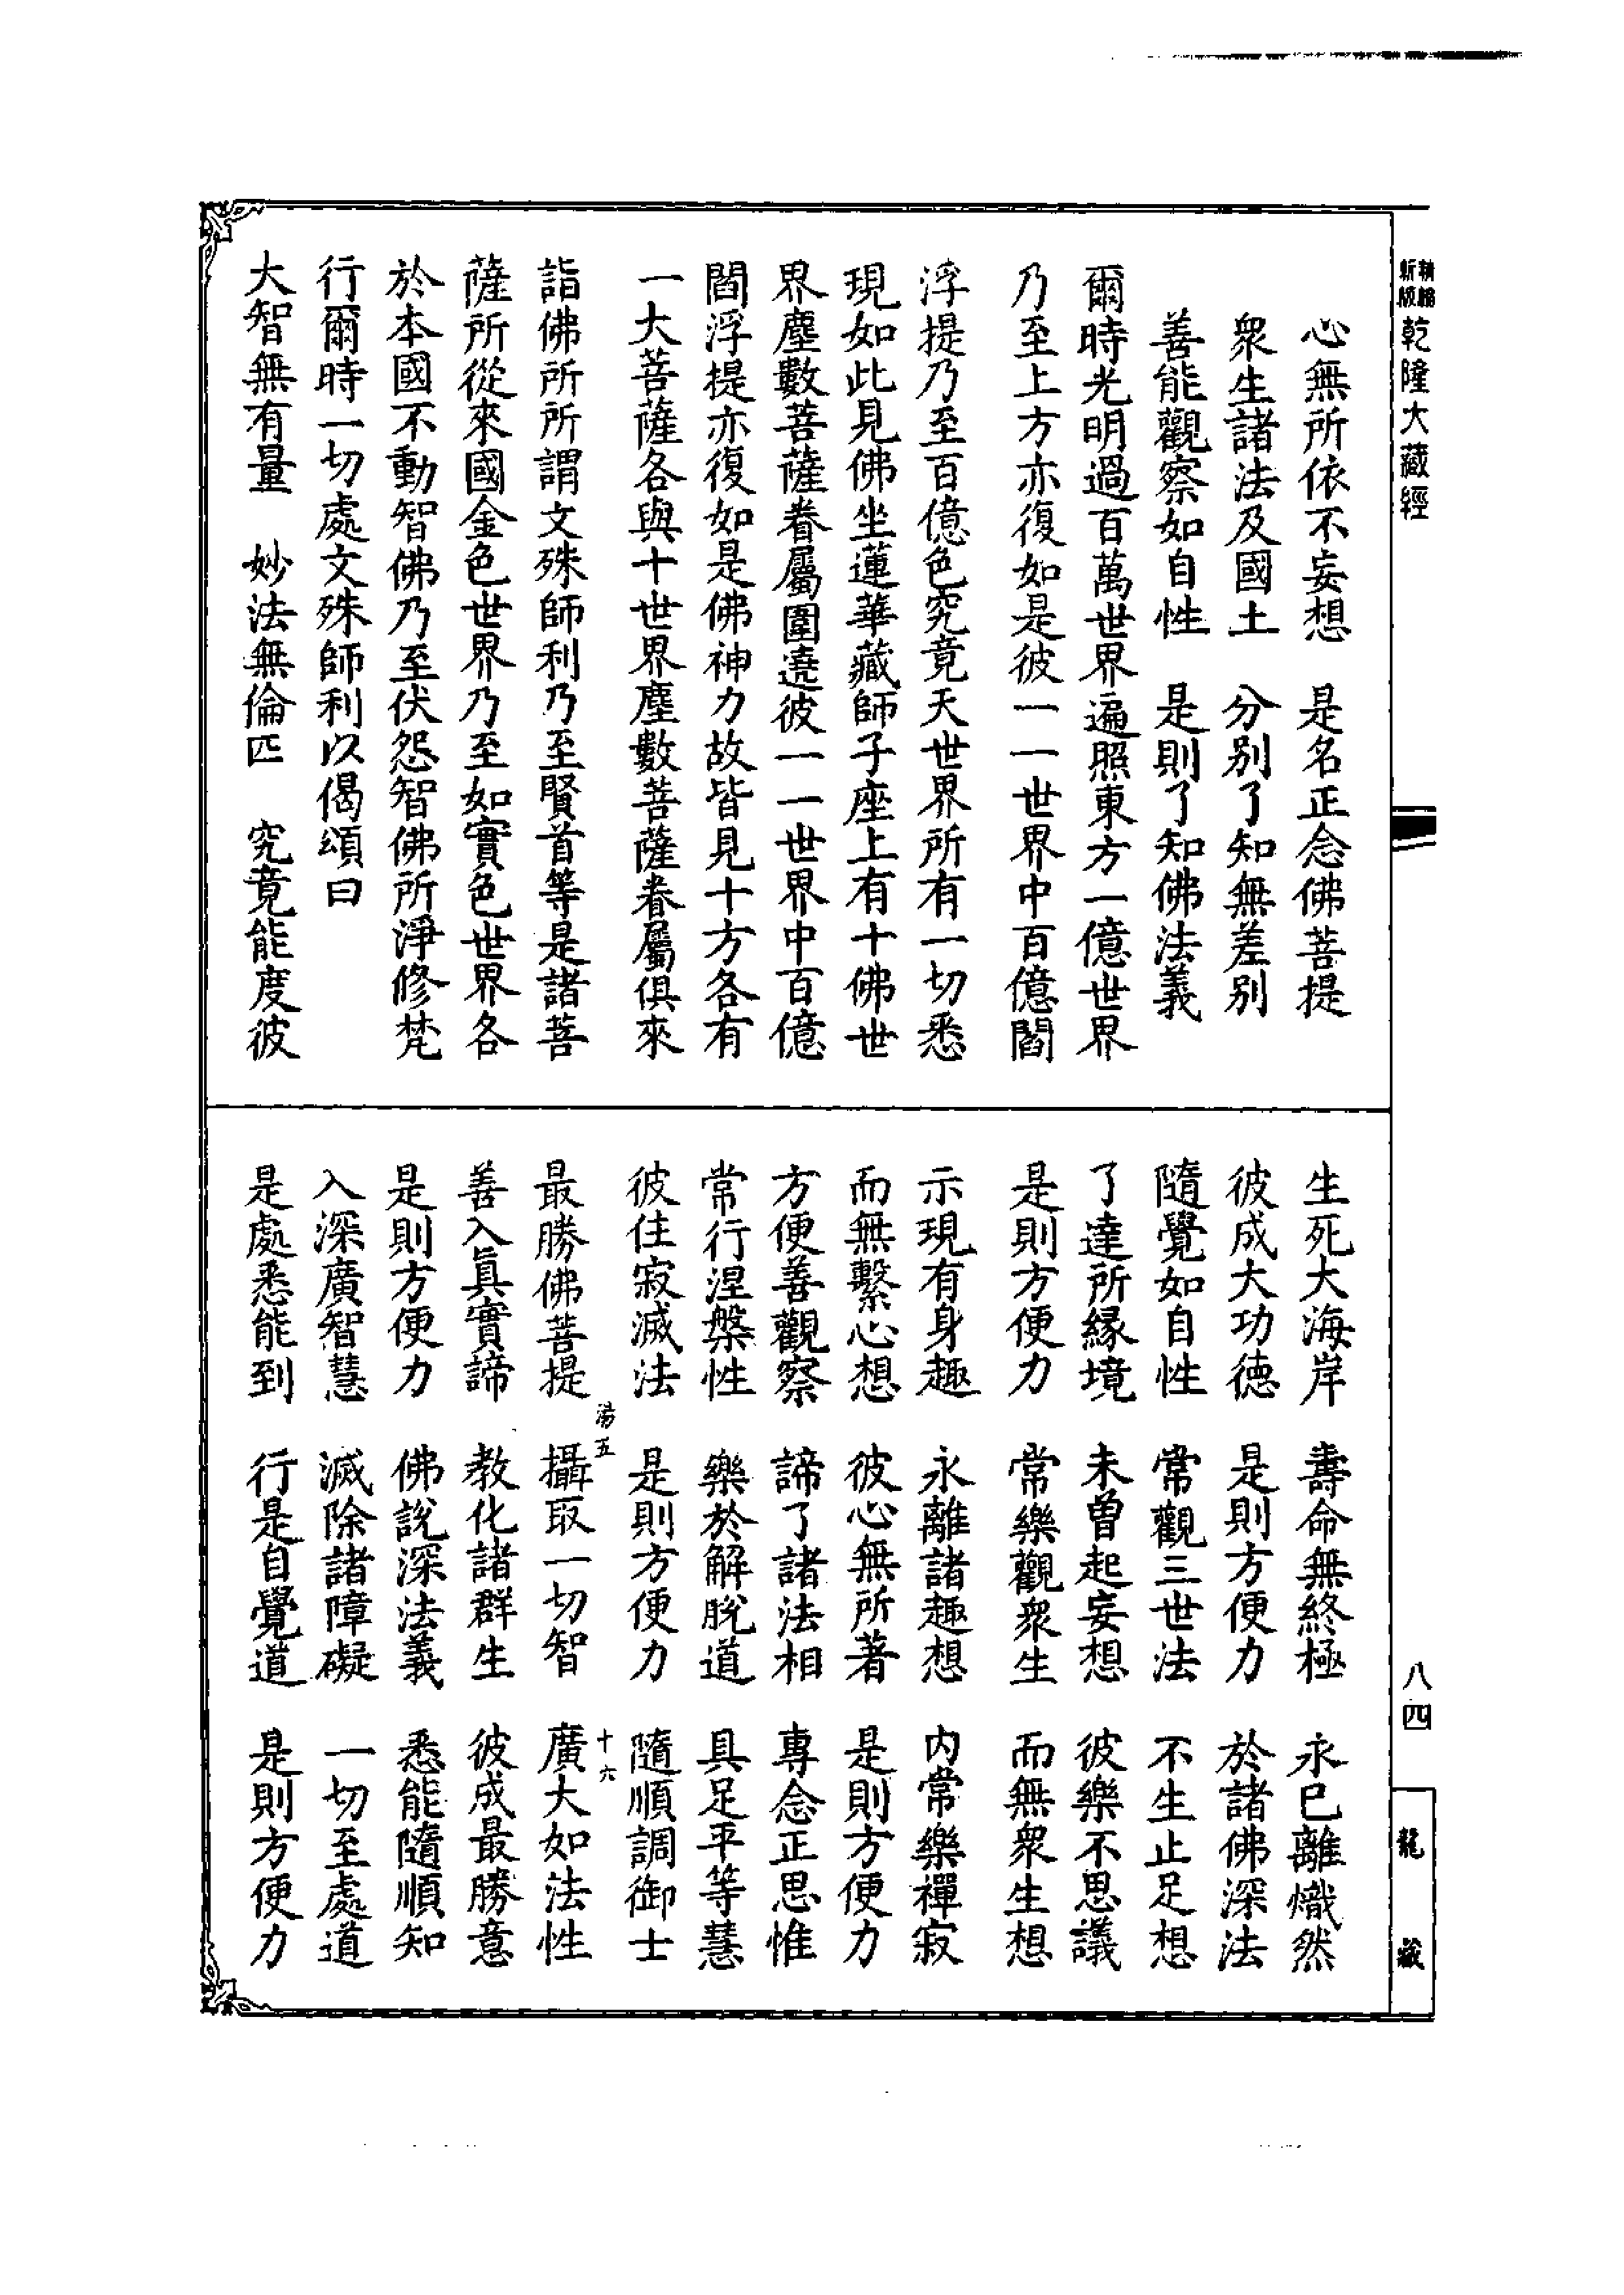 新編縮版
乾隆大藏經
八四
龍藏
心無所依不妄想　是名正念佛菩提
衆生諸法及國土　分別了知無差別
善能觀察如自性　是則了知佛法義
爾時光明過百萬世界遍照東方一億世界
乃至上方亦復如是彼一一世界中百億閻
浮提乃至百億色究竟天世界所有一切悉
現如此見佛坐蓮華藏師子座上有十佛世
界塵數菩薩眷屬圍遶彼一一世界中百億
閻浮提亦復如是佛神力故皆見十方各有
一大菩薩各與十世界塵數菩薩眷屬俱來
詣佛所所謂文殊師利乃至賢首等是諸菩
薩所從來國金色世界乃至如實色世界各
於本國不動智佛乃至伏怨智佛所淨修梵
行爾時一切處文殊師利以偈頌曰
大智無有量　妙法無倫匹　究竟能度彼
生死大海岸　壽命無終極　永已離熾然
彼成大功德　是則方便力　於諸佛深法
隨覺如自性　常觀三世法　不生止足想
了達所縁境　未曾起妄想　彼樂不思議
是則方便力　常樂觀衆生　而無衆生想
示現有身趣　永離諸趣想　内常樂禪寂
而無繫心想　彼心無所著　是則方便力
方便善觀察　諦了諸法相　專念正思惟
常行涅槃性　樂於解脫道　具足平等慧
彼住寂滅法　是則方便力　隨順調御士
湯五　十六
最勝佛菩提　攝取一切智　廣大如法性
善入眞實諦　教化諸群生　彼成最勝意
是則方便力　佛說深法義　悉能隨順知
入深廣智慧　滅除諸障礙　一切至處道
是處悉能到　行是自覺道　是則方便力